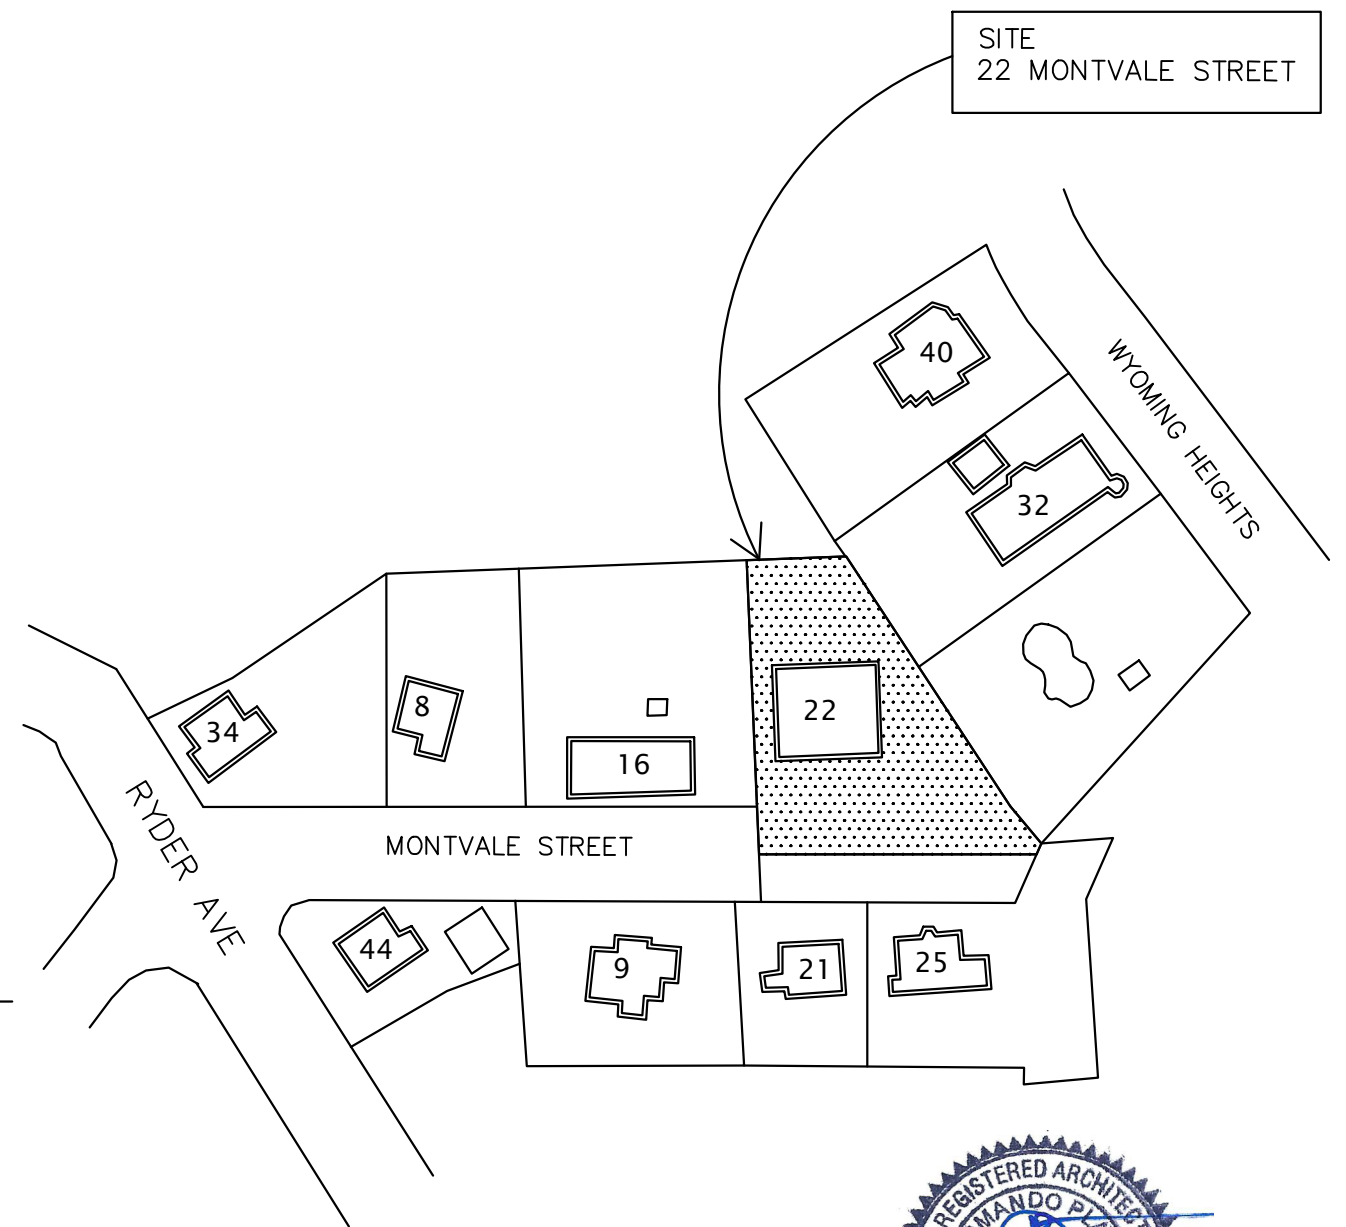 SITE
22 MONTVALE STREET
40
WYOMING HEIGHTS
32
22
8
34
16
RYDER AVE
MONTVALE STREET
44
9
21
25
REGISTERED ARCHITECT